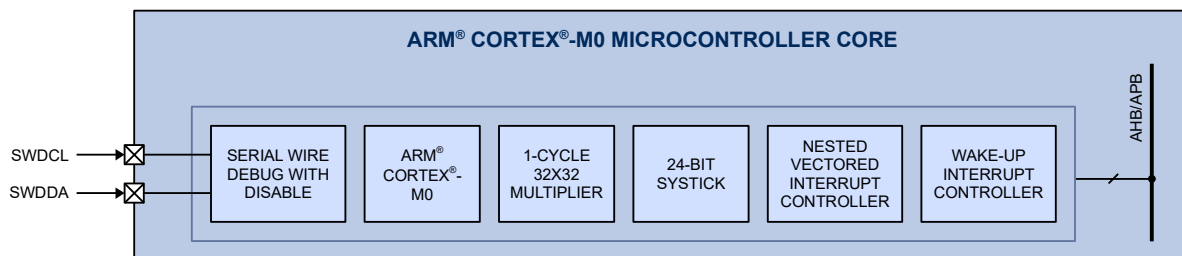 ARM® CORTEX®-M0 MICROCONTROLLER CORE
AHB/APB
SWDCL
SWDDA
SERIAL WIRE
DEBUG WITH
DISABLE
ARM®
CORTEX®-
M0
1-CYCLE
32X32
MULTIPLIER
24-BIT
SYSTICK
NESTED
VECTORED
INTERRUPT
CONTROLLER
WAKE-UP
INTERRUPT
CONTROLLER